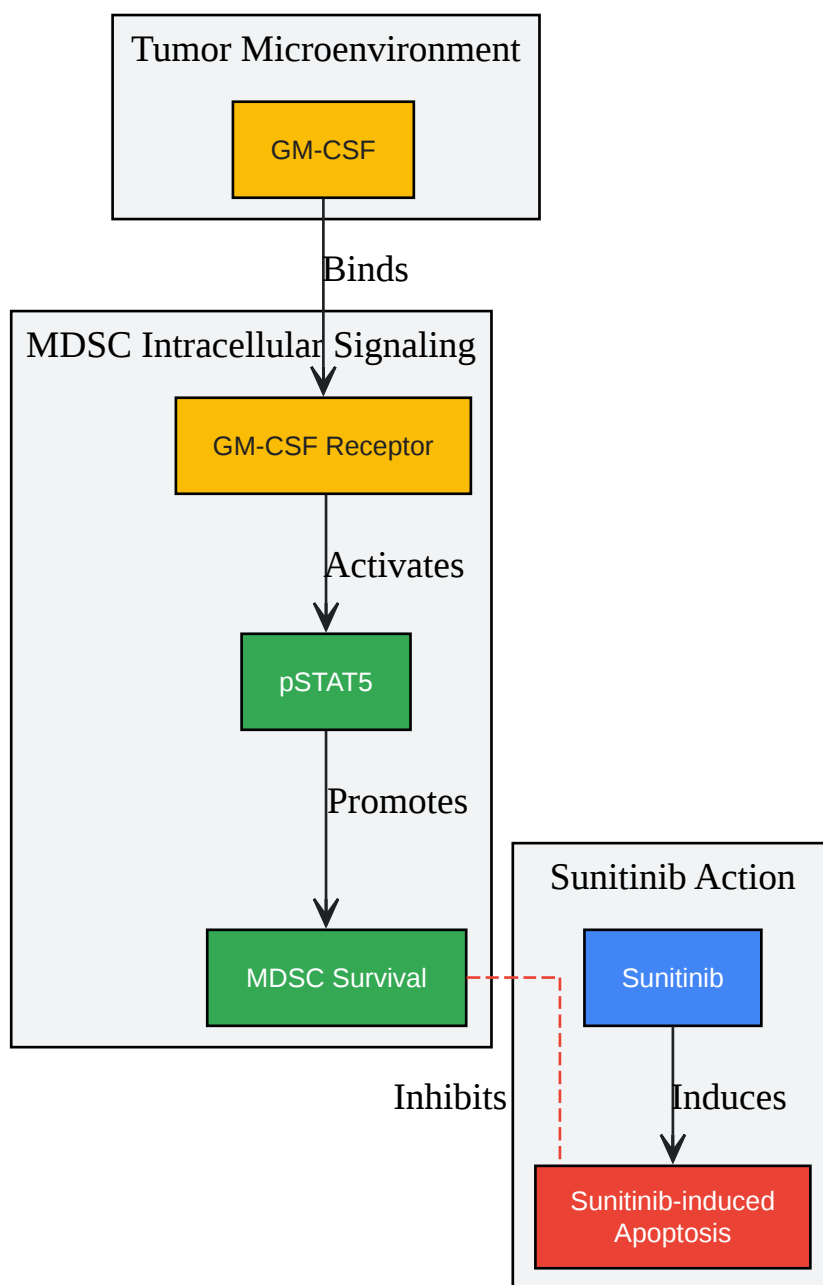 Tumor Microenvironment
GM-CSF
Binds
MDSC Intracellular Signaling
GM-CSF Receptor
Activates
pSTAT5
Promotes
Sunitinib Action
MDSC Survival
Sunitinib
Inhibits
Induces
Sunitinib-induced
Apoptosis